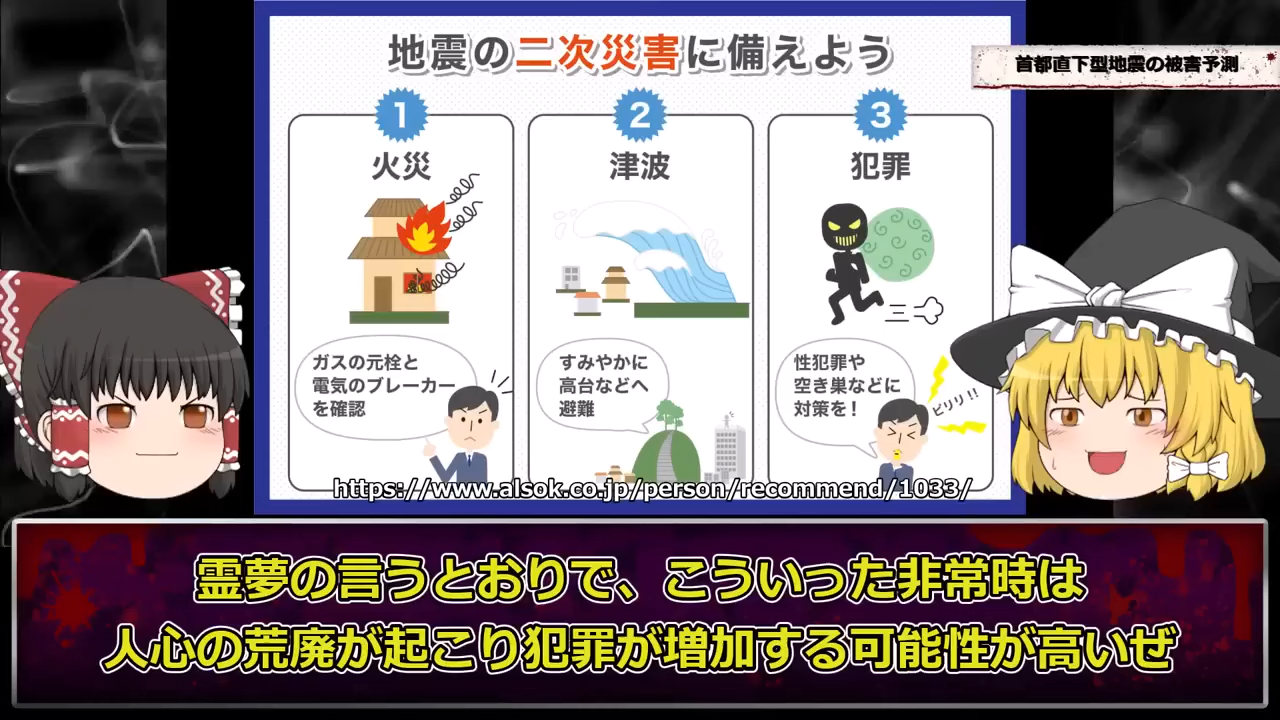 地震の二次災害に備えよう
首都直下型地震の被害予測
1
火災
ガスの元栓と
電気のブレーカー
を確認
2
津波
すみやかに
高台などへ
避難
3
犯罪
性犯罪や
空き巣などに
対策を!
ピリリ!!
https://www.alsok.co.jp/person/recommend/1033/
霊夢の言うとおりで、こういった非常時は
人心の荒廃が起こり犯罪が増加する可能性が高いぜ